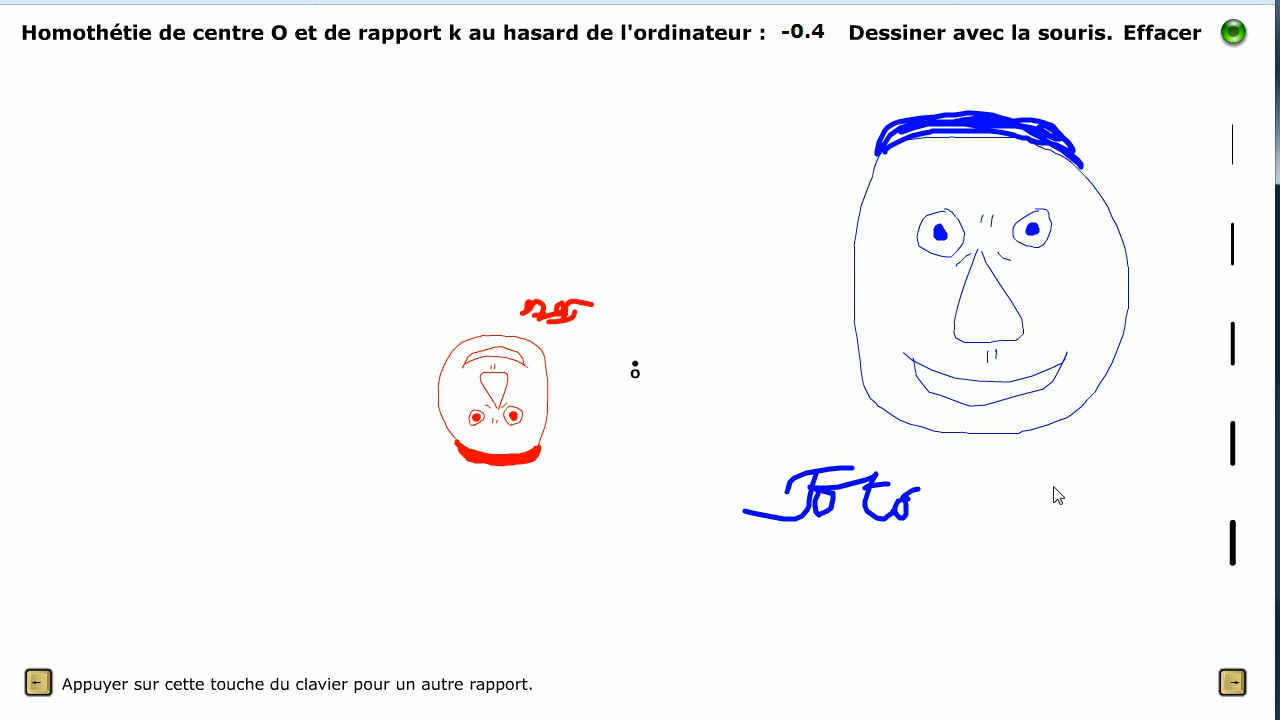 Homothétie de centre O et de rapport k au hasard de l'ordinateur : -0.4 Dessiner avec la souris. Effacer
o
Toto
Appuyer sur cette touche du clavier pour un autre rapport.